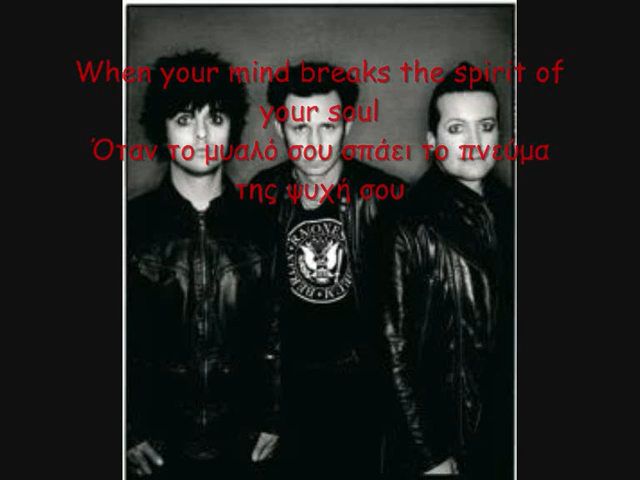 When your mind breaks the spirit of
your soul
Όταν το μυαλό σου σπάει το πνεύμα
της ψυχή σου